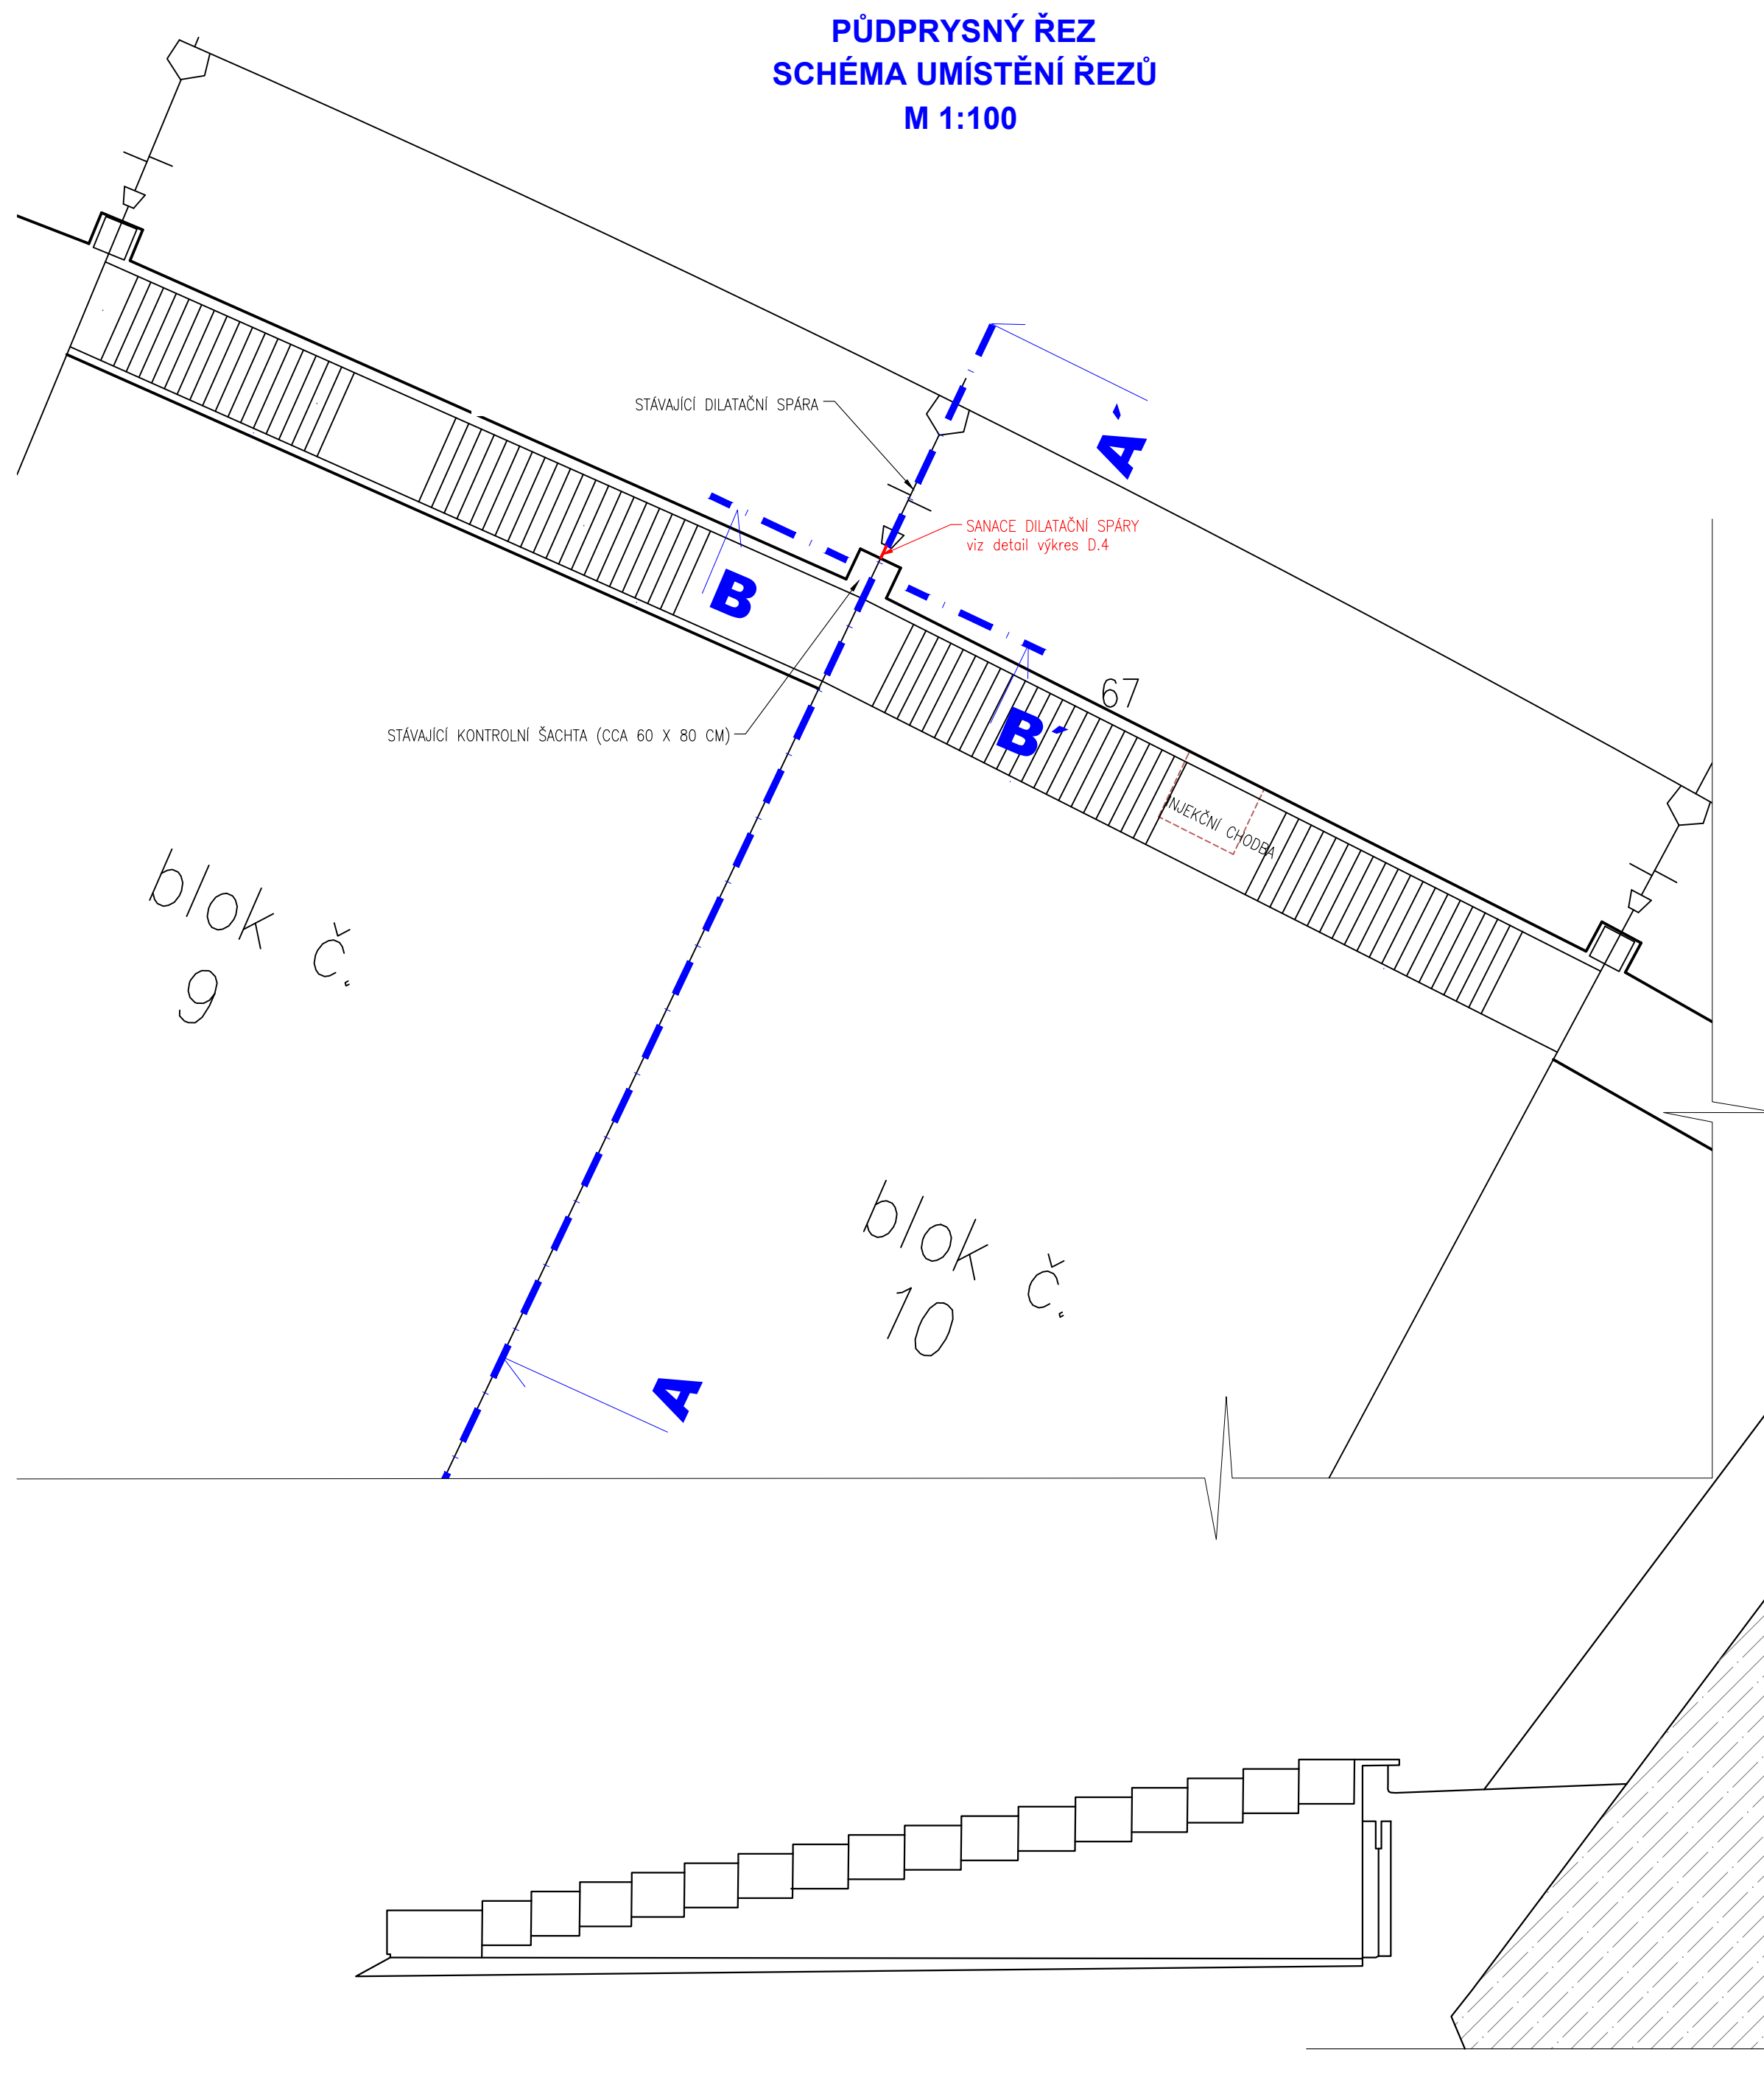 PŮDPRYSNÝ ŘEZ
SCHÉMA UMÍSTĚNÍ ŘEZŮ
M 1:100
STÁVAJÍCÍ DILATAČNÍ SPÁRA
A´
SANACE DILATAČNÍ SPÁRY
viz detail výkres D.4
B
67
STÁVAJÍCÍ KONTROLNÍ ŠACHTA (CCA 60 X 80 CM)
B´
INJEKČNÍ CHODBA
blok č.
9
blok č.
10
A